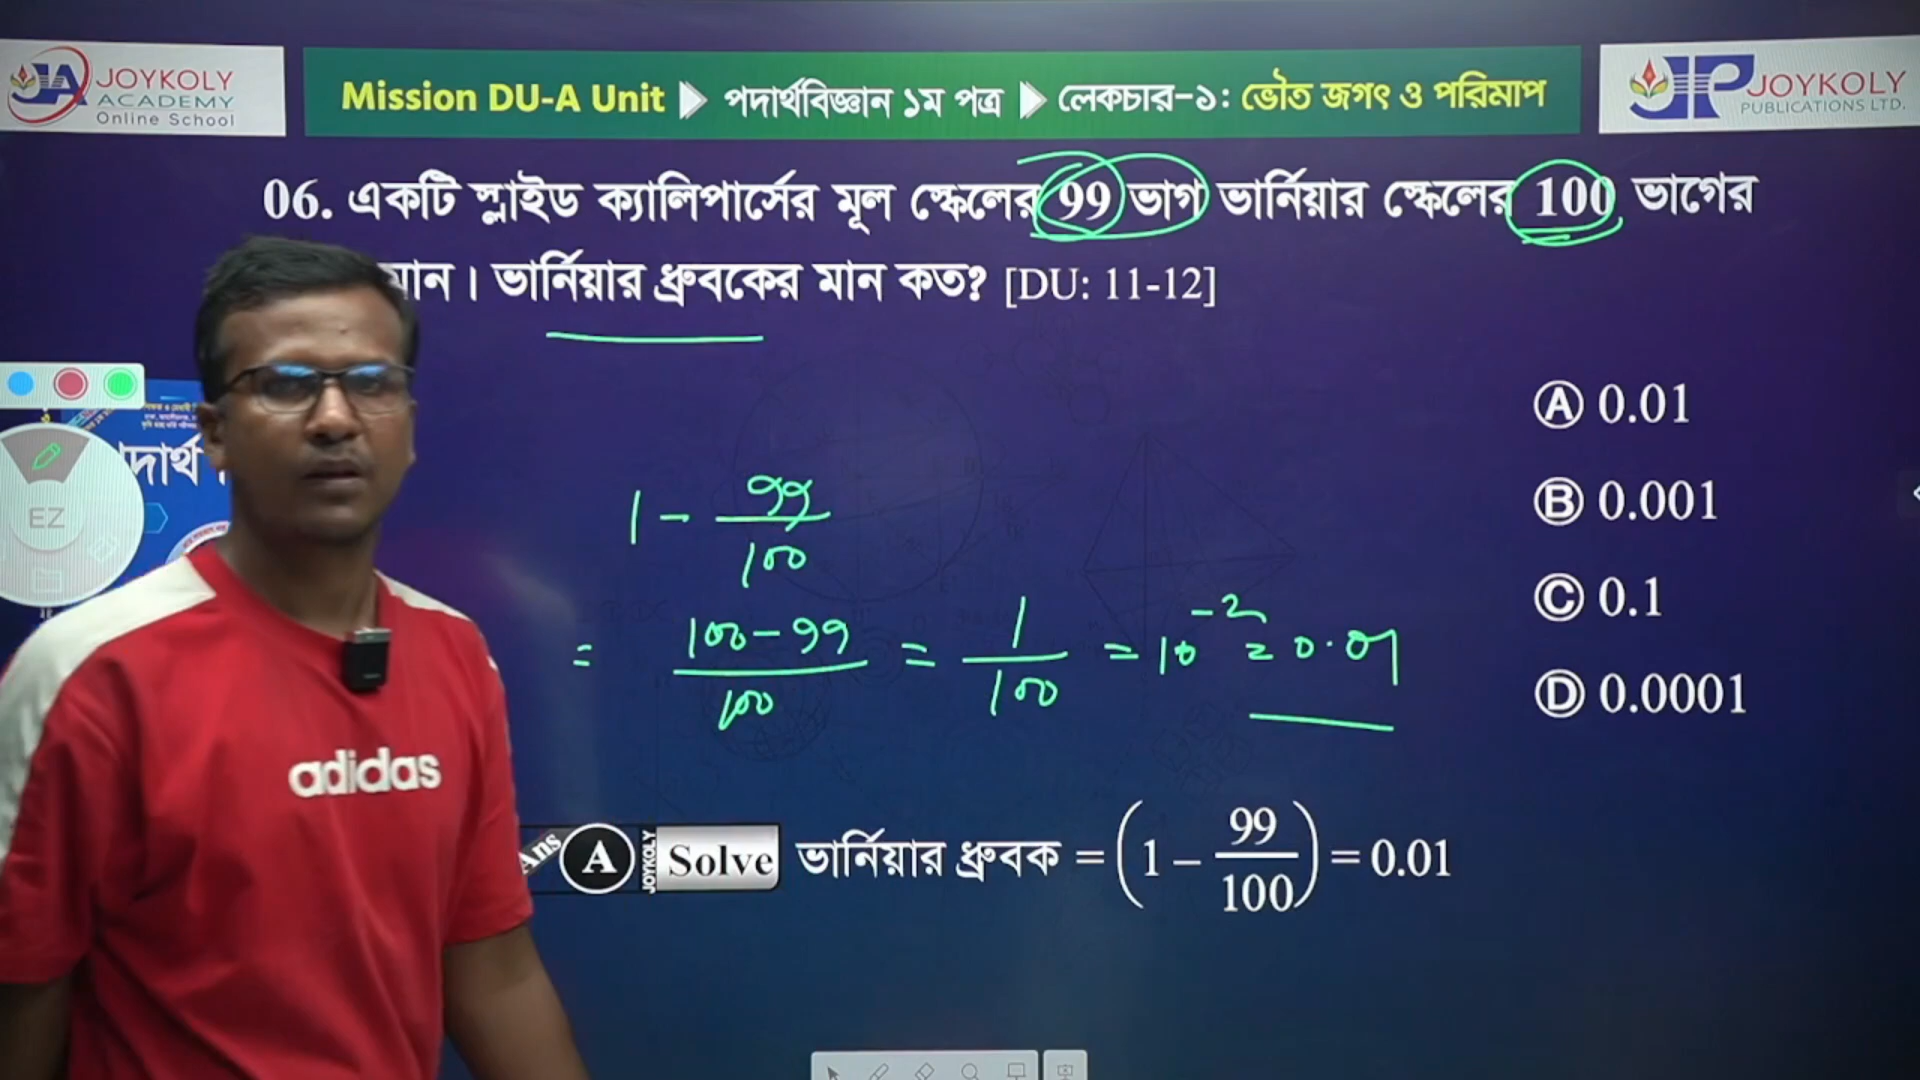 JA JOYKOLY
ACADEMY
Online School
Mission DU-A Unit ▶ পদার্থবিজ্ঞান ১ম পত্র ▶ লেকচার-১: ভৌত জগৎ ও পরিমাপ
JP JOYKOLY
PUBLICATIONS LTD.
06. একটি স্লাইড ক্যালিপার্সের মূল স্কেলের 99 ভাগ ভার্নিয়ার স্কেলের 100 ভাগের
মান। ভার্নিয়ার ধ্রুবকের মান কত? [DU: 11-12]
Ⓐ 0.01
Ⓑ 0.001
Ⓒ 0.1
Ⓓ 0.0001
দার্থ
EZ
1 - 99/100
= 100-99/100 = 1/100 = 10^-2 = 0.01
adidas
Ans A JOYKOLY Solve ভার্নিয়ার ধ্রুবক = (1 – 99/100) = 0.01